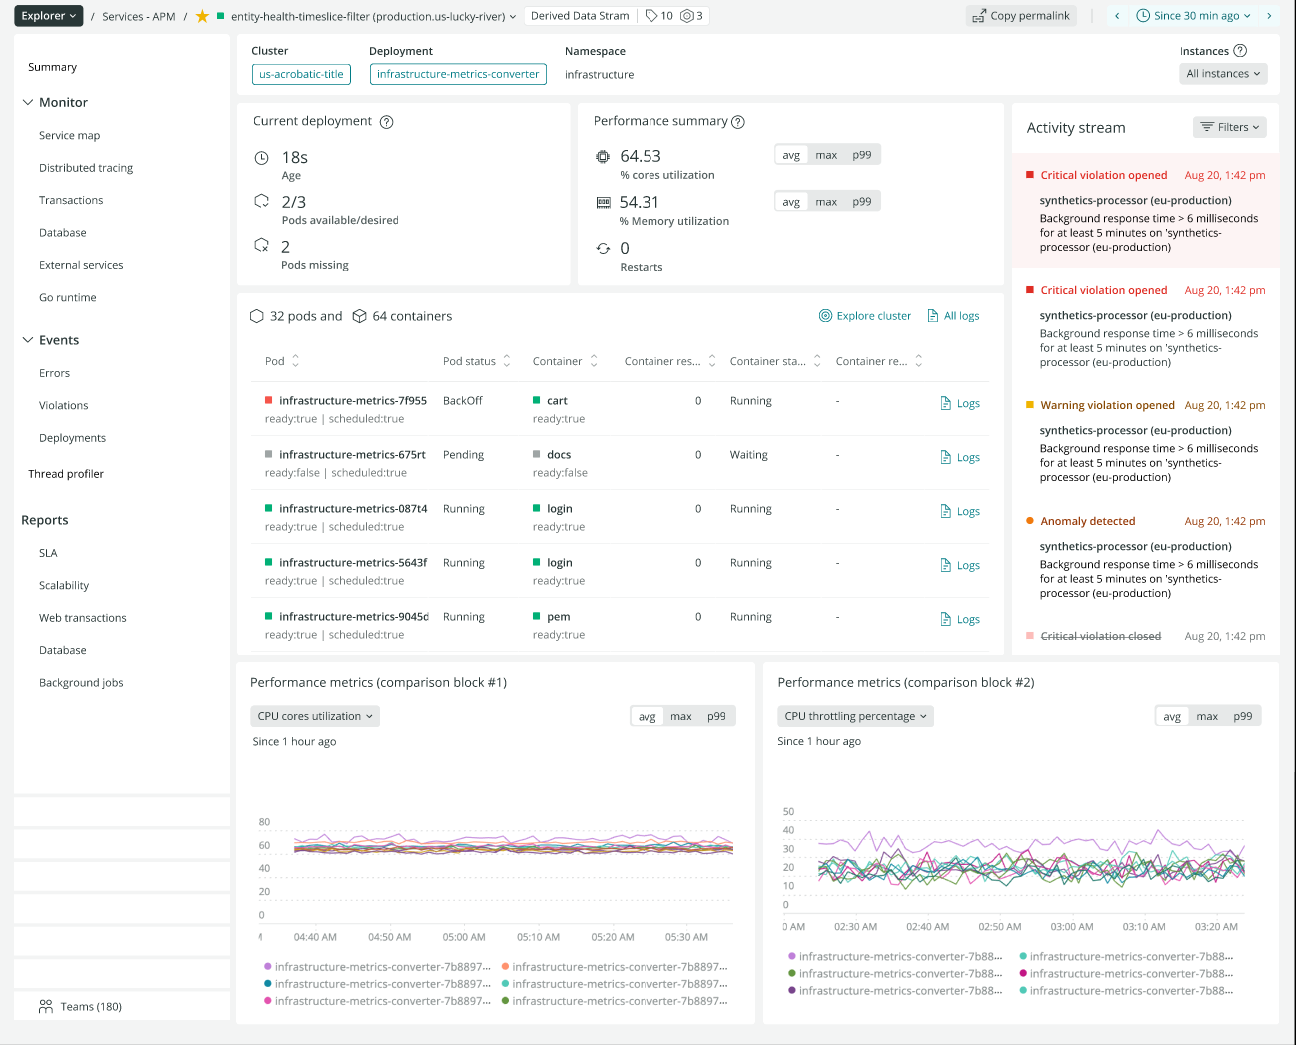 Explorer / Services - APM / entity-health-timeslice-filter (production.us-lucky-river) Derived Data Stram 10 3 Copy permalink Since 30 min ago
Summary
Monitor
Service map
Distributed tracing
Transactions
Database
External services
Go runtime
Events
Errors
Violations
Deployments
Thread profiler
Reports
SLA
Scalability
Web transactions
Database
Background jobs
Teams (180)
Cluster Deployment Namespace Instances
us-acrobatic-title infrastructure-metrics-converter infrastructure All instances
Current deployment
18s
Age
2/3
Pods available/desired
2
Pods missing
Performance summary
64.53 avg max p99
% cores utilization
54.31 avg max p99
% Memory utilization
0
Restarts
32 pods and 64 containers Explore cluster All logs
Pod Pod status Container Container res... Container sta... Container re...
infrastructure-metrics-7f955 BackOff cart 0 Running - Logs
ready:true | scheduled:true ready:true
infrastructure-metrics-675rt Pending docs 0 Waiting - Logs
ready:false | scheduled:true ready:false
infrastructure-metrics-087t4 Running login 0 Running - Logs
ready:true | scheduled:true ready:true
infrastructure-metrics-5643f Running login 0 Running - Logs
ready:true | scheduled:true ready:true
infrastructure-metrics-9045d Running pem 0 Running - Logs
ready:true | scheduled:true ready:true
Activity stream Filters
Critical violation opened Aug 20, 1:42 pm
synthetics-processor (eu-production)
Background response time > 6 milliseconds
for at least 5 minutes on 'synthetics-
processor (eu-production)
Critical violation opened Aug 20, 1:42 pm
synthetics-processor (eu-production)
Background response time > 6 milliseconds
for at least 5 minutes on 'synthetics-
processor (eu-production)
Warning violation opened Aug 20, 1:42 pm
synthetics-processor (eu-production)
Background response time > 6 milliseconds
for at least 5 minutes on 'synthetics-
processor (eu-production)
Anomaly detected Aug 20, 1:42 pm
synthetics-processor (eu-production)
Background response time > 6 milliseconds
for at least 5 minutes on 'synthetics-
processor (eu-production)
Critical violation closed Aug 20, 1:42 pm
Performance metrics (comparison block #1)
CPU cores utilization avg max p99
Since 1 hour ago
80
60
40
20
0
04:40 AM 04:50 AM 05:00 AM 05:10 AM 05:20 AM 05:30 AM
infrastructure-metrics-converter-7b8897... infrastructure-metrics-converter-7b8897...
infrastructure-metrics-converter-7b8897... infrastructure-metrics-converter-7b8897...
infrastructure-metrics-converter-7b8897... infrastructure-metrics-converter-7b8897...
Performance metrics (comparison block #2)
CPU throttling percentage avg max p99
Since 1 hour ago
50
40
30
20
10
0
0 AM 02:30 AM 02:40 AM 02:50 AM 03:00 AM 03:10 AM 03:20 AM
infrastructure-metrics-converter-7b88... infrastructure-metrics-converter-7b88...
infrastructure-metrics-converter-7b88... infrastructure-metrics-converter-7b88...
infrastructure-metrics-converter-7b88... infrastructure-metrics-converter-7b88...